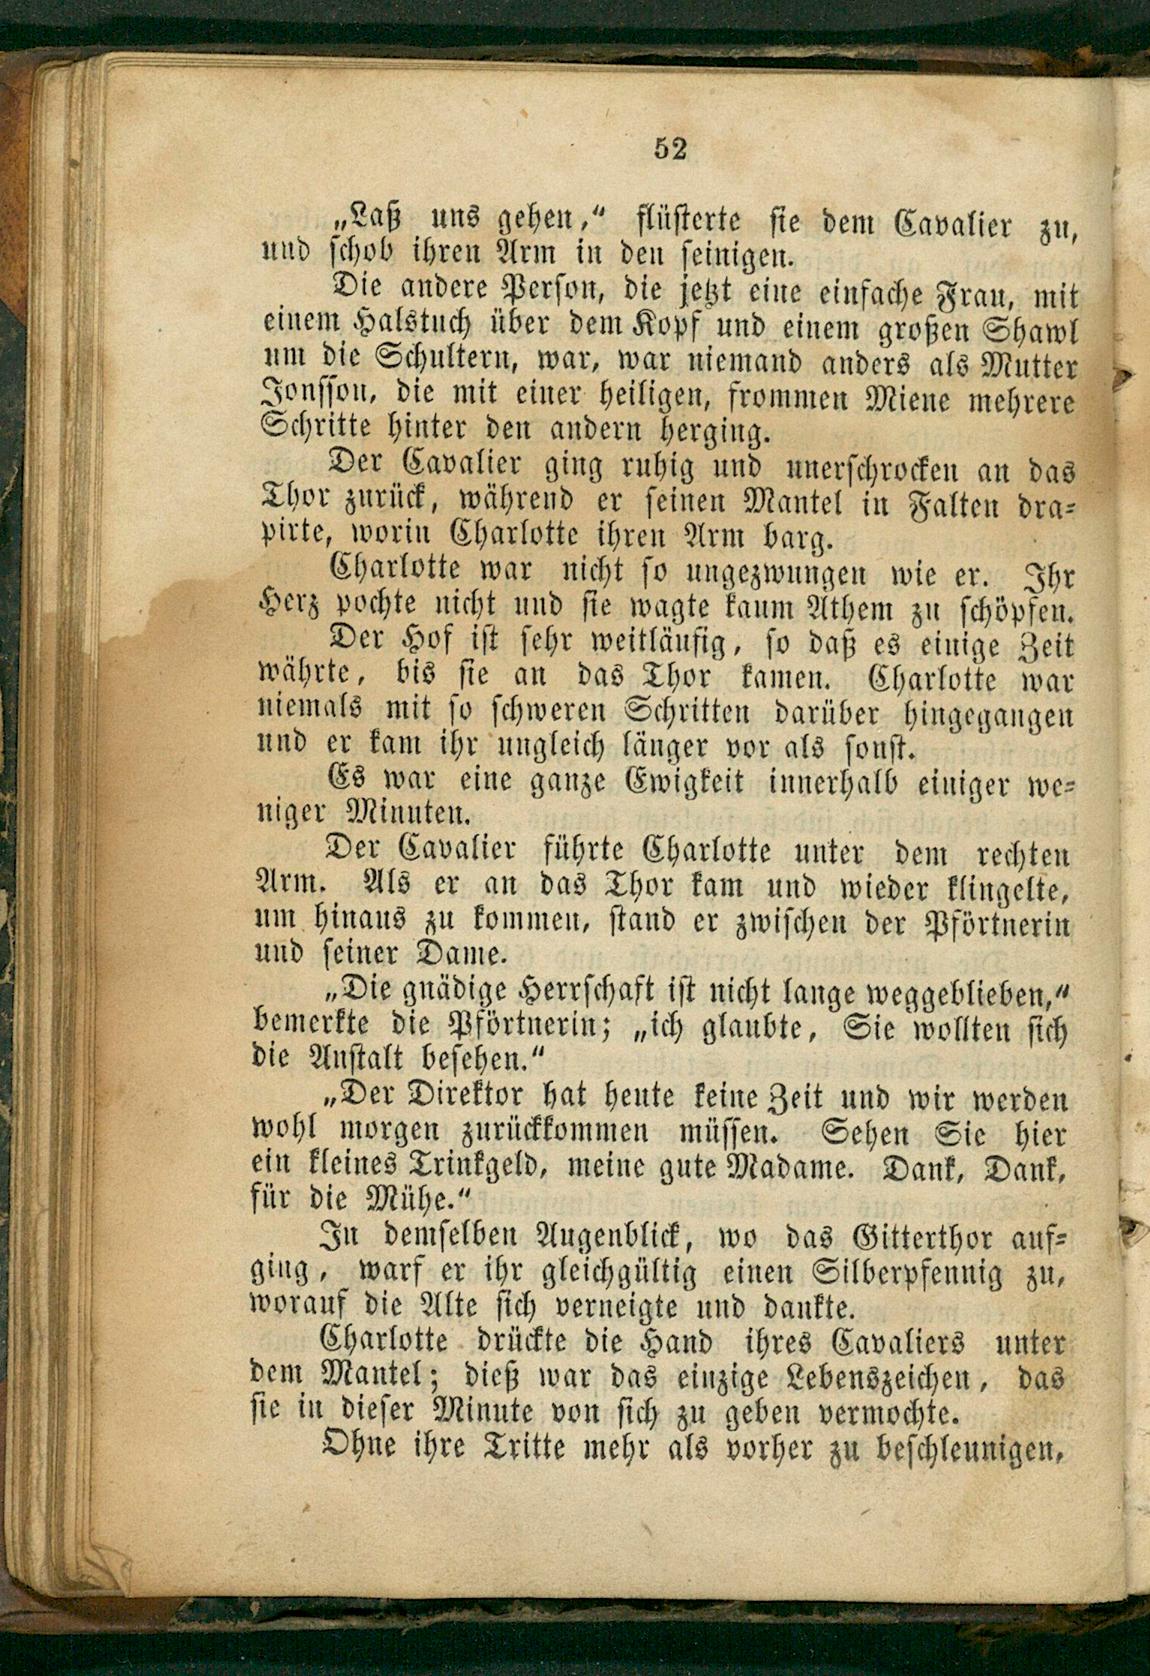 52
„Laß uns gehen,“ flüsterte sie dem Cavalier zu,
und schob ihren Arm in den seinigen.
Die andere Person, die jetzt eine einfache Frau, mit
einem Halstuch über dem Kopf und einem großen Shawl
um die Schultern, war, war niemand anders als Mutter
Jonsson, die mit einer heiligen, frommen Miene mehrere
Schritte hinter den andern herging.
Der Cavalier ging ruhig und unerschrocken an das
Thor zurück, während er seinen Mantel in Falten dra-
pirte, worin Charlotte ihren Arm barg.
Charlotte war nicht so ungezwungen wie er. Ihr
Herz pochte nicht und sie wagte kaum Athem zu schöpfen.
Der Hof ist sehr weitläufig, so daß es einige Zeit
währte, bis sie an das Thor kamen. Charlotte war
niemals mit so schweren Schritten darüber hingegangen
und er kam ihr ungleich länger vor als sonst.
Es war eine ganze Ewigkeit innerhalb einiger we-
niger Minuten.
Der Cavalier führte Charlotte unter dem rechten
Arm. Als er an das Thor kam und wieder klingelte,
um hinaus zu kommen, stand er zwischen der Pförtnerin
und seiner Dame.
„Die gnädige Herrschaft ist nicht lange weggeblieben,“
bemerkte die Pförtnerin; „ich glaubte, Sie wollten sich
die Anstalt besehen.“
„Der Direktor hat heute keine Zeit und wir werden
wohl morgen zurückkommen müssen. Sehen Sie hier
ein kleines Trinkgeld, meine gute Madame. Dank, Dank,
für die Mühe.“
In demselben Augenblick, wo das Gitterthor auf-
ging, warf er ihr gleichgültig einen Silberpfennig zu,
worauf die Alte sich verneigte und dankte.
Charlotte drückte die Hand ihres Cavaliers unter
dem Mantel; dieß war das einzige Lebenszeichen, das
sie in dieser Minute von sich zu geben vermochte.
Ohne ihre Tritte mehr als vorher zu beschleunigen,